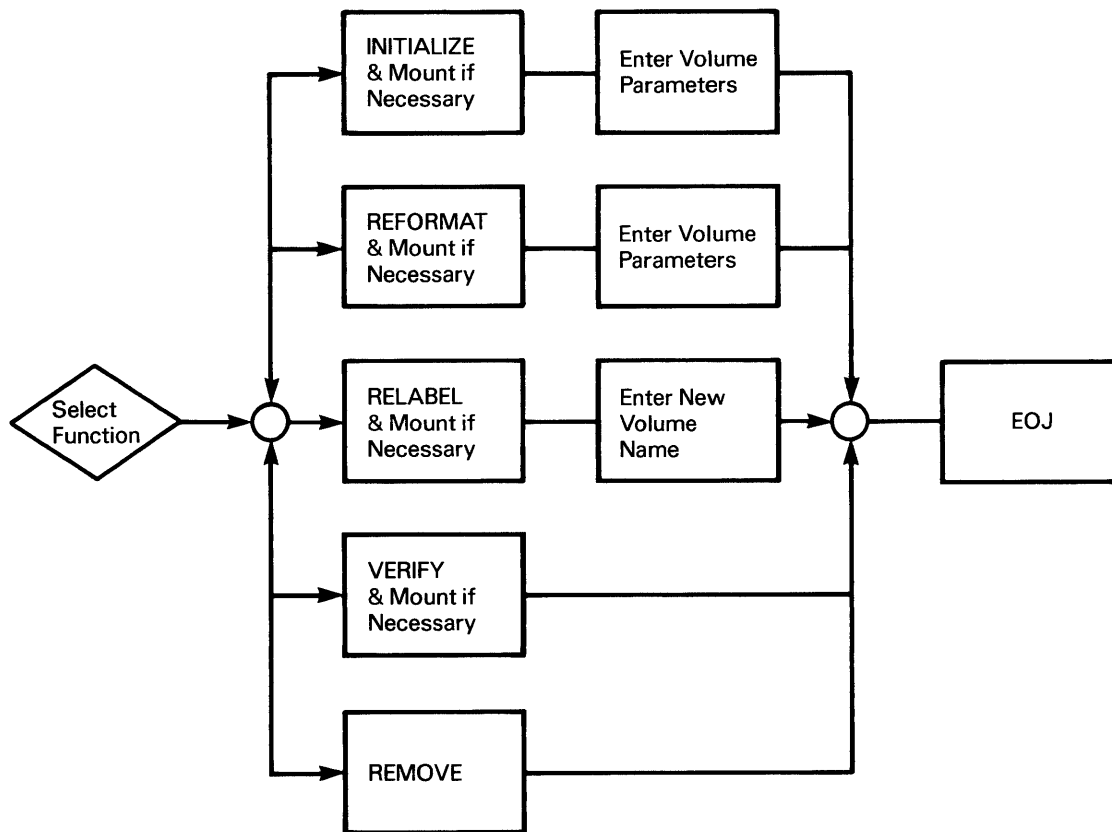 INITIALIZE
& Mount if
Necessary
Enter Volume
Parameters
REFORMAT
& Mount if
Necessary
Enter Volume
Parameters
Select
Function
RELABEL
& Mount if
Necessary
Enter New
Volume
Name
EOJ
VERIFY
& Mount if
Necessary
REMOVE